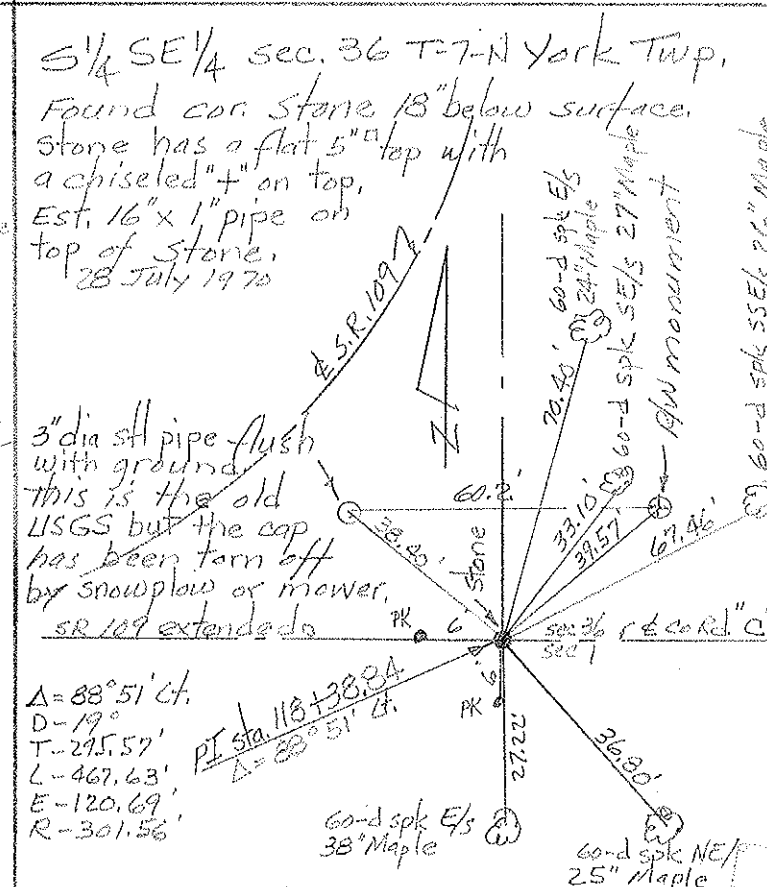 S 1/4 SE 1/4 sec. 36 T-7-N York Twp.
Found cor. Stone 18" below surface.
Stone has a flat 5"□ top with
a chiseled "+" on top.
Est. 16" x 1" pipe on
top of stone.
28 July 1970
℄ S.R. 109
N
60-d spk E/s
24" Maple
60-d spk SE/s 27" Maple
R/W monument
60-d spk SSE/s Maple
3" dia stl pipe flush
with ground.
this is the old
USGS but the cap
has been torn off
by snowplow or mower.
60.2'
38.40'
Stone
70.40'
33.10'
39.57'
67.46'
SR 109 extended
PK
6'
sec 36
sec 1
℄ Co Rd. "C"
6'
PK
27.22'
36.80'
PI sta. 118+38.84
Δ = 88° 51' Lt.
Δ = 88° 51' Lt.
D - 19°
T - 295.57'
L - 467.63'
E - 120.69'
R - 301.56'
60-d spk E/s
38" Maple
60-d spk NE/
25" Maple